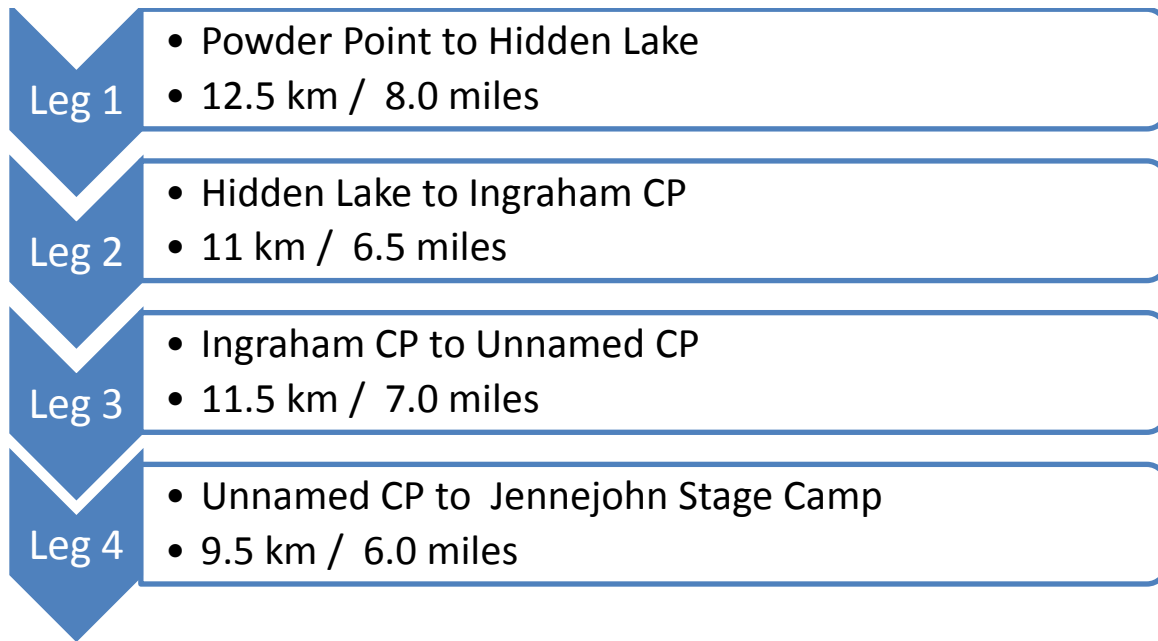 Leg 1
• Powder Point to Hidden Lake
• 12.5 km / 8.0 miles
Leg 2
• Hidden Lake to Ingraham CP
• 11 km / 6.5 miles
Leg 3
• Ingraham CP to Unnamed CP
• 11.5 km / 7.0 miles
Leg 4
• Unnamed CP to Jennejohn Stage Camp
• 9.5 km / 6.0 miles